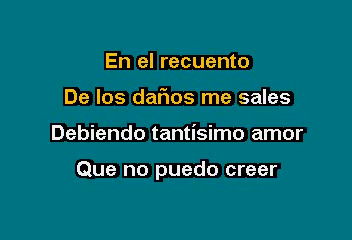 En el recuento
De los daños me sales
Debiendo tantísimo amor
Que no puedo creer